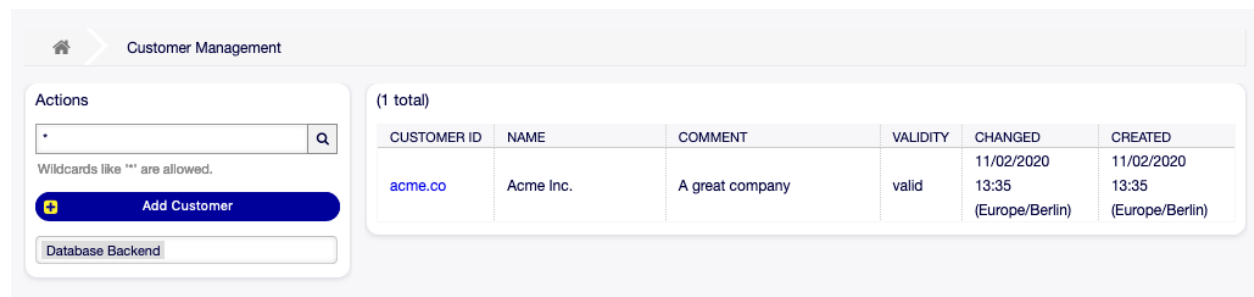 Customer Management
Actions
*
Wildcards like '*' are allowed.
Add Customer
Database Backend
(1 total)
CUSTOMER ID NAME COMMENT VALIDITY CHANGED CREATED
acme.co Acme Inc. A great company valid 11/02/2020 13:35 (Europe/Berlin) 11/02/2020 13:35 (Europe/Berlin)